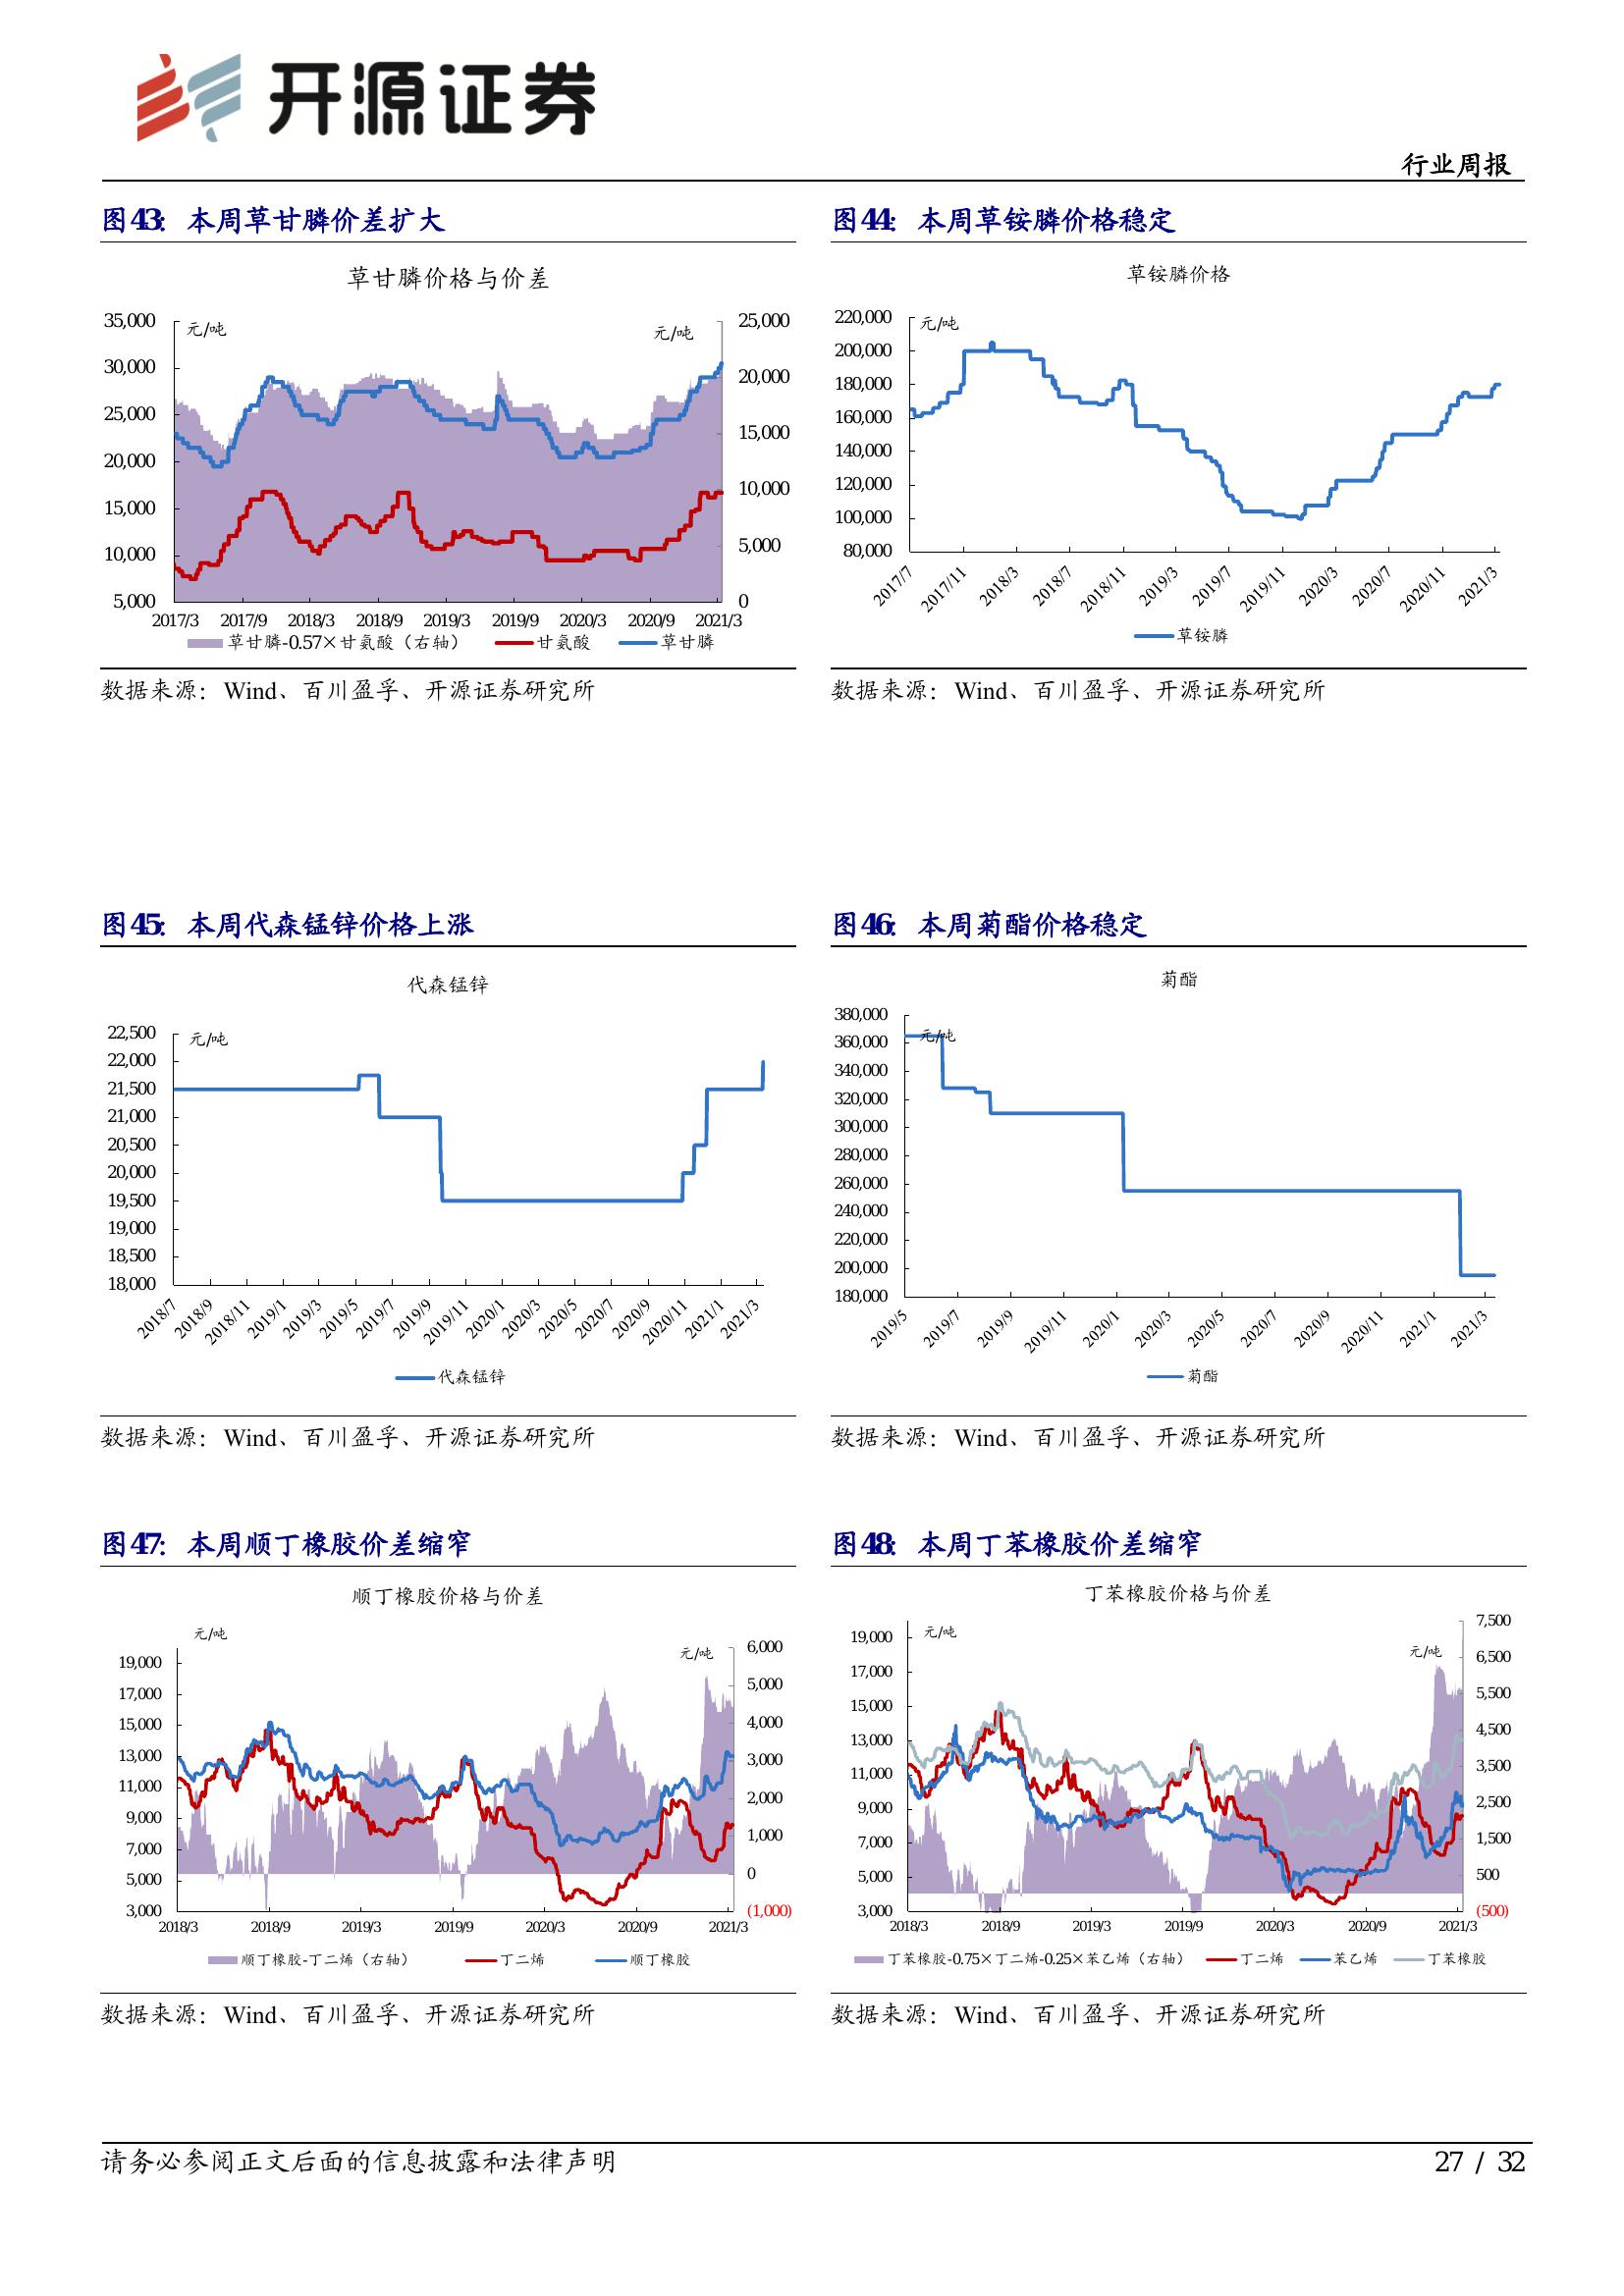 开源证券
行业周报
图43： 本周草甘膦价差扩大
草甘膦价格与价差
元/吨
元/吨
35,000
30,000
25,000
20,000
15,000
10,000
5,000
25,000
20,000
15,000
10,000
5,000
0
2017/3 2017/9 2018/3 2018/9 2019/3 2019/9 2020/3 2020/9 2021/3
草甘膦-0.57×甘氨酸（右轴） 甘氨酸 草甘膦
数据来源：Wind、百川盈孚、开源证券研究所
图44： 本周草铵膦价格稳定
草铵膦价格
元/吨
220,000
200,000
180,000
160,000
140,000
120,000
100,000
80,000
2017/7 2017/11 2018/3 2018/7 2018/11 2019/3 2019/7 2019/11 2020/3 2020/7 2020/11 2021/3
草铵膦
数据来源：Wind、百川盈孚、开源证券研究所
图45： 本周代森锰锌价格上涨
代森锰锌
元/吨
22,500
22,000
21,500
21,000
20,500
20,000
19,500
19,000
18,500
18,000
2018/7 2018/9 2018/11 2019/1 2019/3 2019/5 2019/7 2019/9 2019/11 2020/1 2020/3 2020/5 2020/7 2020/9 2020/11 2021/1 2021/3
代森锰锌
数据来源：Wind、百川盈孚、开源证券研究所
图46： 本周菊酯价格稳定
菊酯
元/吨
380,000
360,000
340,000
320,000
300,000
280,000
260,000
240,000
220,000
200,000
180,000
2019/5 2019/7 2019/9 2019/11 2020/1 2020/3 2020/5 2020/7 2020/9 2020/11 2021/1 2021/3
菊酯
数据来源：Wind、百川盈孚、开源证券研究所
图47： 本周顺丁橡胶价差缩窄
顺丁橡胶价格与价差
元/吨
元/吨
19,000
17,000
15,000
13,000
11,000
9,000
7,000
5,000
3,000
6,000
5,000
4,000
3,000
2,000
1,000
0
(1,000)
2018/3 2018/9 2019/3 2019/9 2020/3 2020/9 2021/3
顺丁橡胶-丁二烯（右轴） 丁二烯 顺丁橡胶
数据来源：Wind、百川盈孚、开源证券研究所
图48： 本周丁苯橡胶价差缩窄
丁苯橡胶价格与价差
元/吨
元/吨
19,000
17,000
15,000
13,000
11,000
9,000
7,000
5,000
3,000
7,500
6,500
5,500
4,500
3,500
2,500
1,500
500
(500)
2018/3 2018/9 2019/3 2019/9 2020/3 2020/9 2021/3
丁苯橡胶-0.75×丁二烯-0.25×苯乙烯（右轴） 丁二烯 苯乙烯 丁苯橡胶
数据来源：Wind、百川盈孚、开源证券研究所
请务必参阅正文后面的信息披露和法律声明
27 / 32